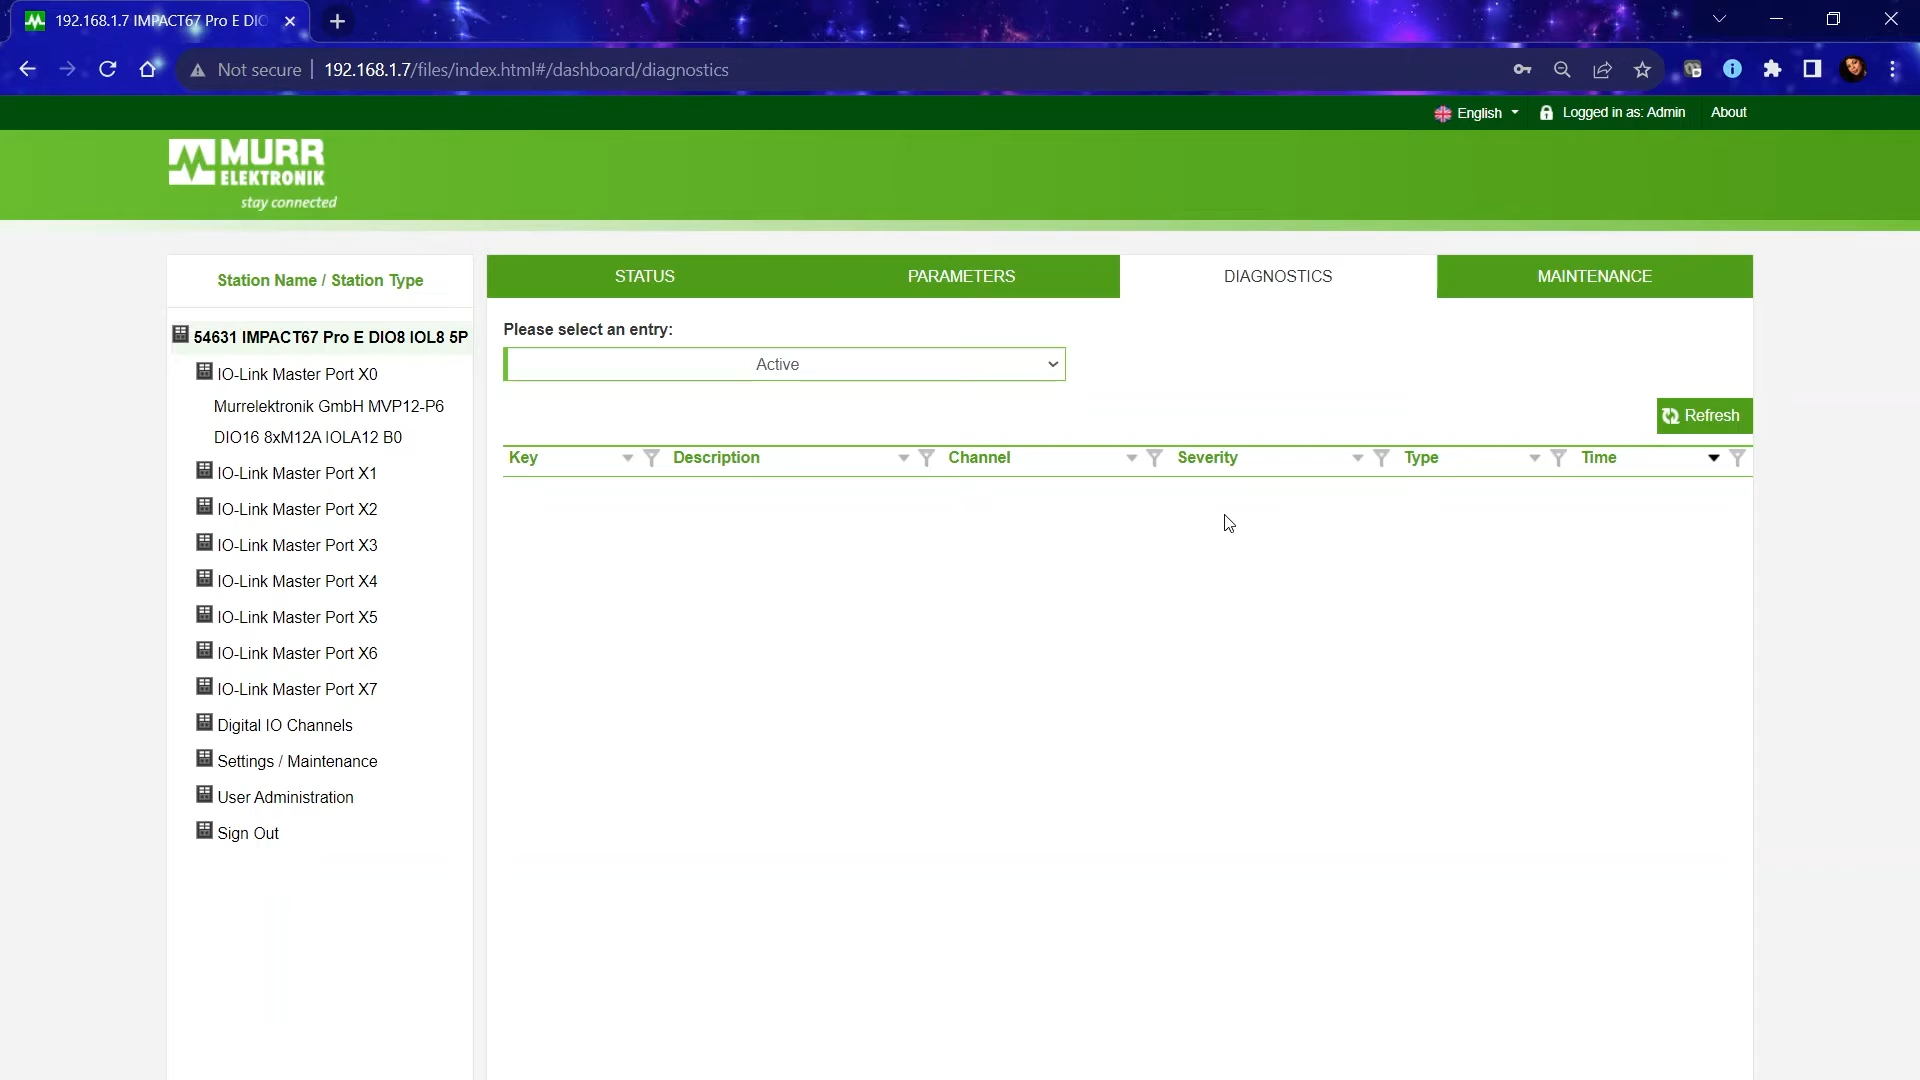 192.168.1.7 IMPACT67 Pro E DIO
Not secure
192.168.1.7/files/index.html#/dashboard/diagnostics
English
Logged in as: Admin
About
MURR
ELEKTRONIK
stay connected
Station Name / Station Type
STATUS
PARAMETERS
DIAGNOSTICS
MAINTENANCE
54631 IMPACT67 Pro E DIO8 IOL8 5P
IO-Link Master Port X0
Murrelektronik GmbH MVP12-P6
DIO16 8xM12A IOLA12 B0
IO-Link Master Port X1
IO-Link Master Port X2
IO-Link Master Port X3
IO-Link Master Port X4
IO-Link Master Port X5
IO-Link Master Port X6
IO-Link Master Port X7
Digital IO Channels
Settings / Maintenance
User Administration
Sign Out
Please select an entry:
Active
Refresh
Key
Description
Channel
Severity
Type
Time